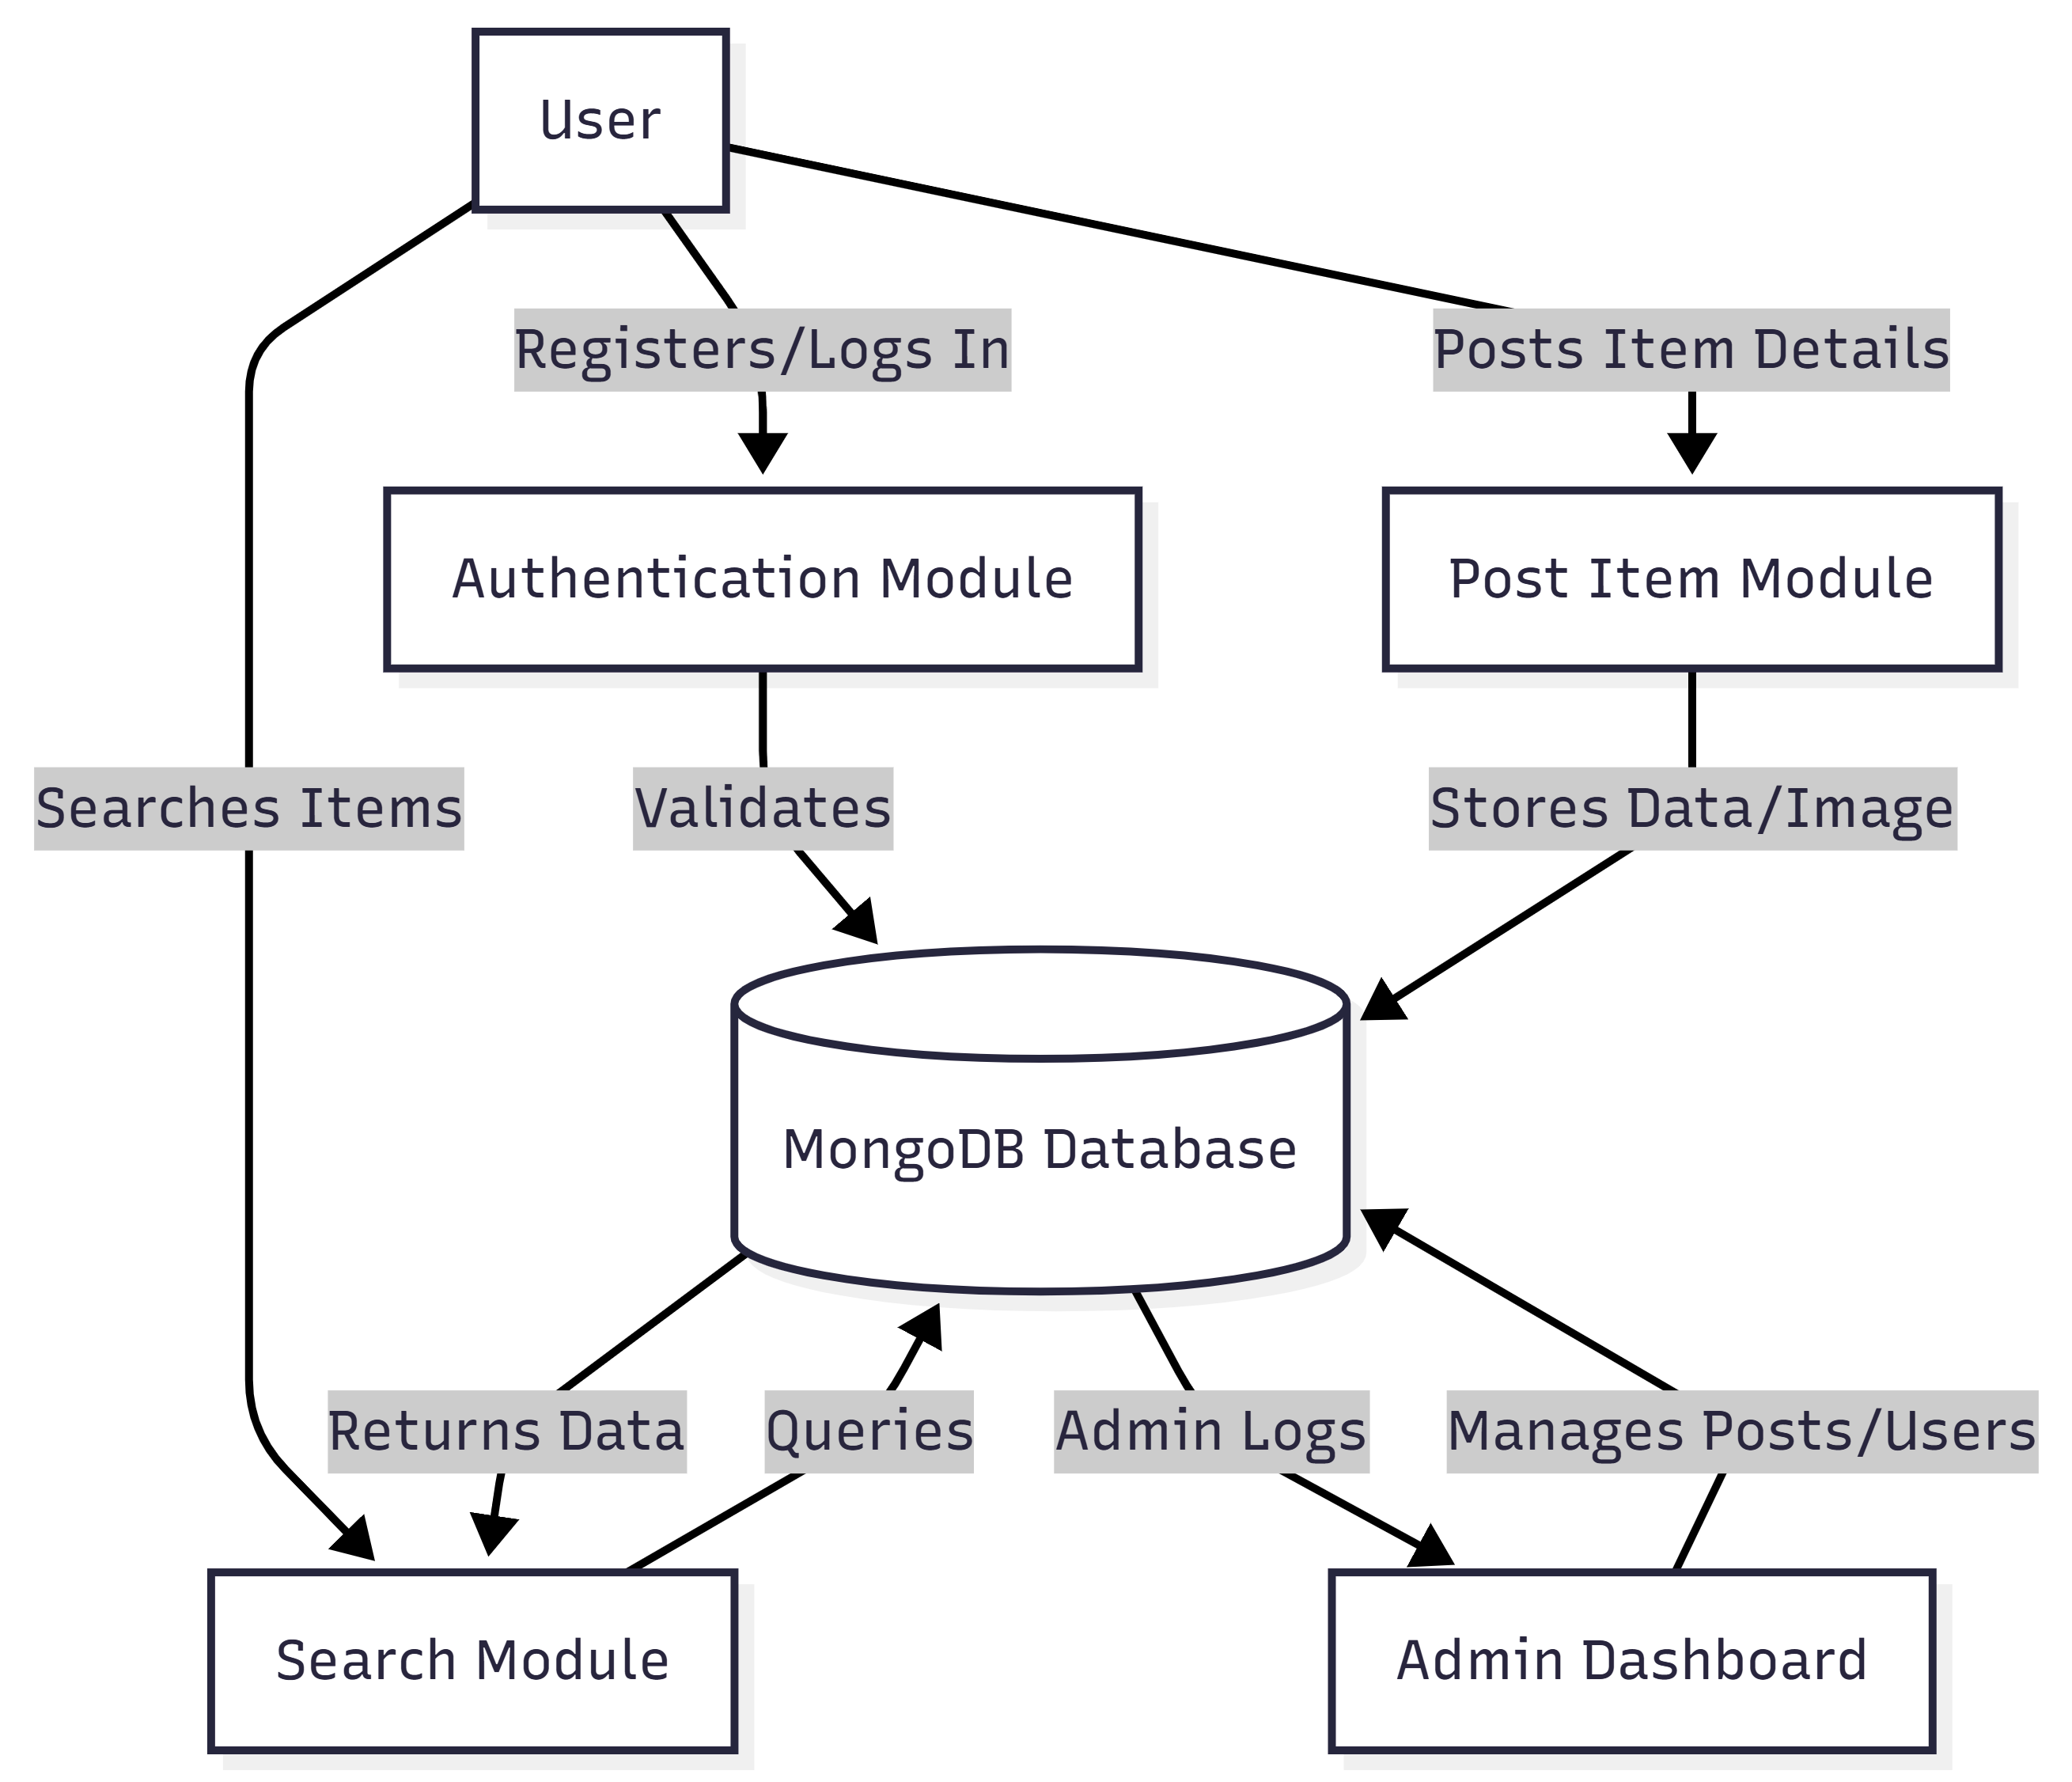 User
Registers/Logs In
Posts Item Details
Authentication Module
Post Item Module
Searches Items
Validates
Stores Data/Image
MongoDB Database
Returns Data
Queries
Admin Logs
Manages Posts/Users
Search Module
Admin Dashboard